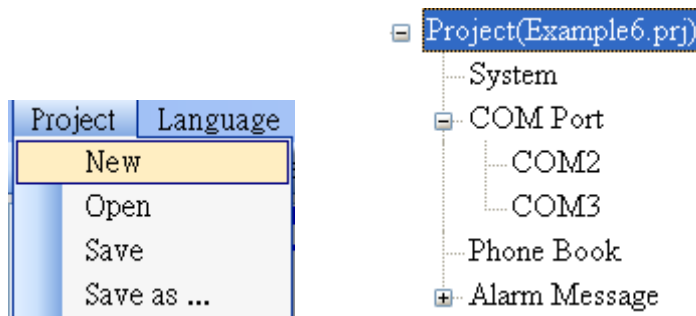 Project Language
New
Open
Save
Save as ...
Project(Example6.prj)
System
COM Port
COM2
COM3
Phone Book
Alarm Message